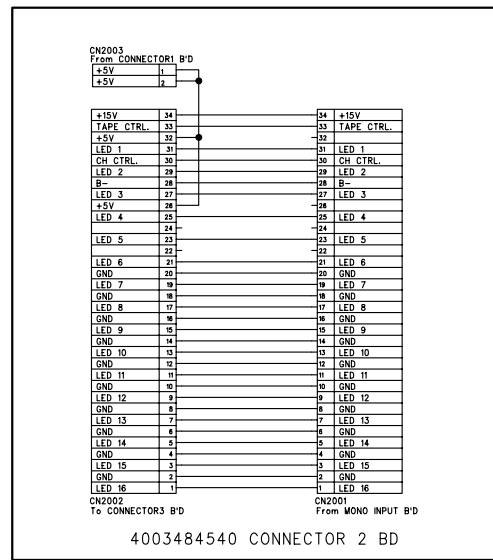 CN2003
From CONNECTOR1 B'D
+5V 1
+5V 2
+15V 34 34 +15V
TAPE CTRL. 33 33 TAPE CTRL.
+5V 32 32
LED 1 31 31 LED 1
CH CTRL. 30 30 CH CTRL.
LED 2 29 29 LED 2
B- 28 28 B-
LED 3 27 27 LED 3
+5V 26 26
LED 4 25 25 LED 4
24 24
LED 5 23 23 LED 5
22 22
LED 6 21 21 LED 6
GND 20 20 GND
LED 7 19 19 LED 7
GND 18 18 GND
LED 8 17 17 LED 8
GND 16 16 GND
LED 9 15 15 LED 9
GND 14 14 GND
LED 10 13 13 LED 10
GND 12 12 GND
LED 11 11 11 LED 11
GND 10 10 GND
LED 12 9 9 LED 12
GND 8 8 GND
LED 13 7 7 LED 13
GND 6 6 GND
LED 14 5 5 LED 14
GND 4 4 GND
LED 15 3 3 LED 15
GND 2 2 GND
LED 16 1 1 LED 16
CN2002 CN2001
To CONNECTOR3 B'D From MONO INPUT B'D
4003484540 CONNECTOR 2 BD